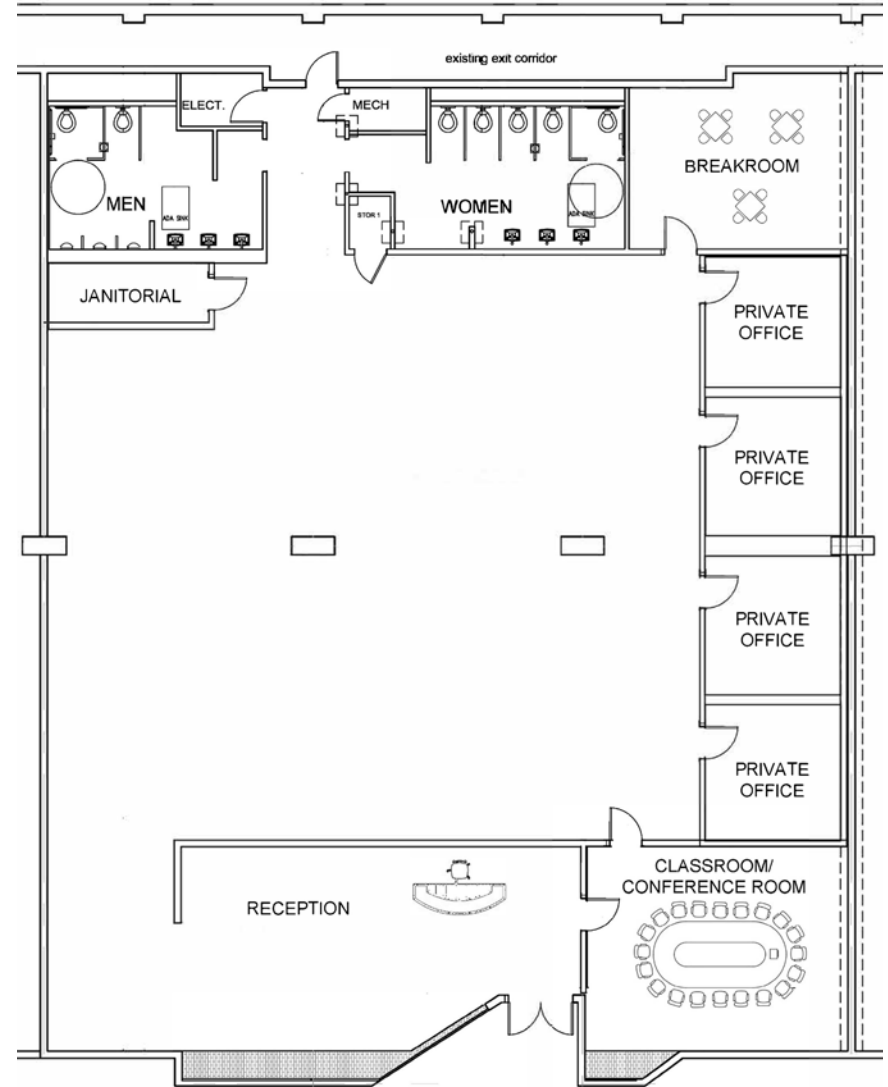 existing exit corridor
ELECT.
MECH
BREAKROOM
MEN
ADA SINK
STOR 1
WOMEN
ADA SINK
JANITORIAL
PRIVATE
OFFICE
PRIVATE
OFFICE
PRIVATE
OFFICE
PRIVATE
OFFICE
CLASSROOM/
CONFERENCE ROOM
RECEPTION